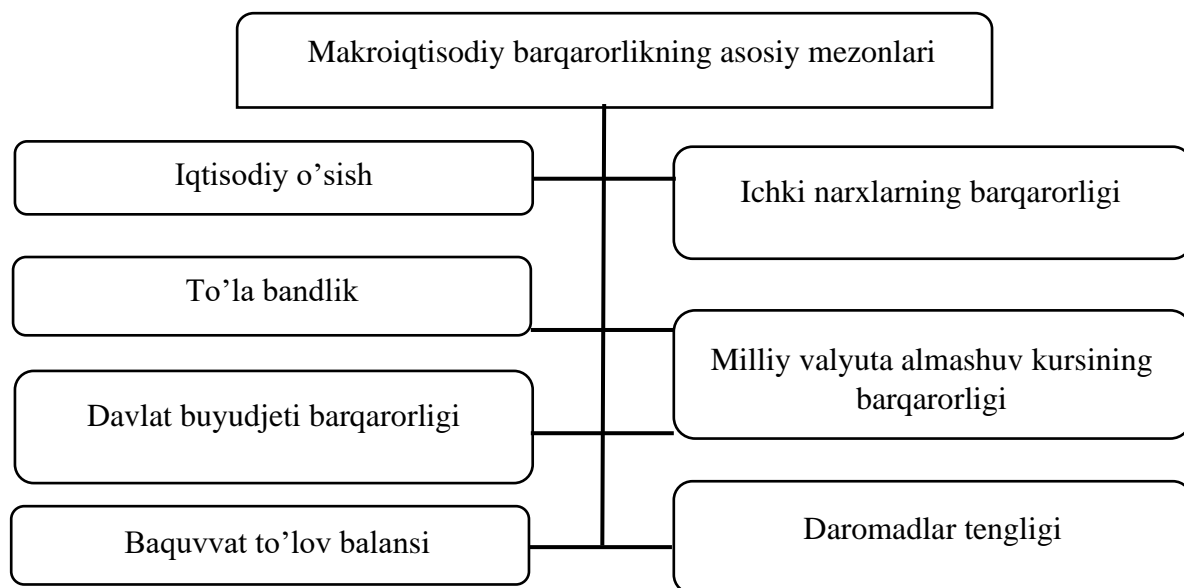 Makroiqtisodiy barqarorlikning asosiy mezonlari
Iqtisodiy o’sish
Ichki narxlarning barqarorligi
To’la bandlik
Milliy valyuta almashuv kursining
barqarorligi
Davlat buyudjeti barqarorligi
Baquvvat to’lov balansi
Daromadlar tengligi